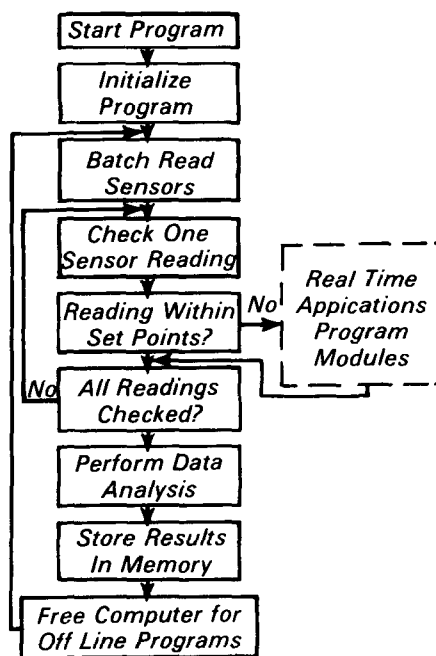 Start Program
Initialize
Program
Batch Read
Sensors
Check One
Sensor Reading
Reading Within
Set Points?
No
Real Time
Appications
Program
Modules
No
All Readings
Checked?
Perform Data
Analysis
Store Results
In Memory
Free Computer for
Off Line Programs